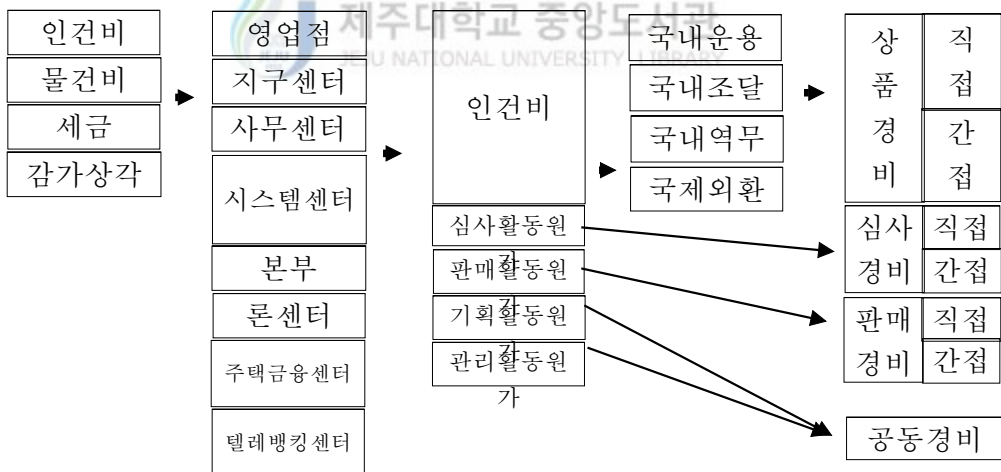 제주대학교 중앙도서관
JEJU NATIONAL UNIVERSITY LIBRARY
인건비
물건비
세금
감가상각
영업점
지구센터
사무센터
시스템센터
본부
론센터
주택금융센터
텔레뱅킹센터
인건비
심사활동원
가
판매활동원
가
기획활동원
가
관리활동원
가
국내운용
국내조달
국내역무
국제외환
상
품
경
비
직
접
간
접
심사
경비
직접
간접
판매
경비
직접
간접
공동경비